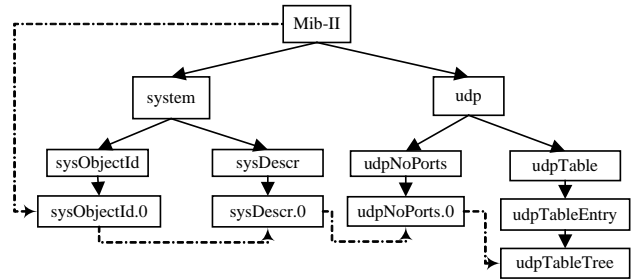 Mib-II
system
udp
sysObjectId
sysDescr
udpNoPorts
udpTable
sysObjectId.0
sysDescr.0
udpNoPorts.0
udpTableEntry
udpTableTree